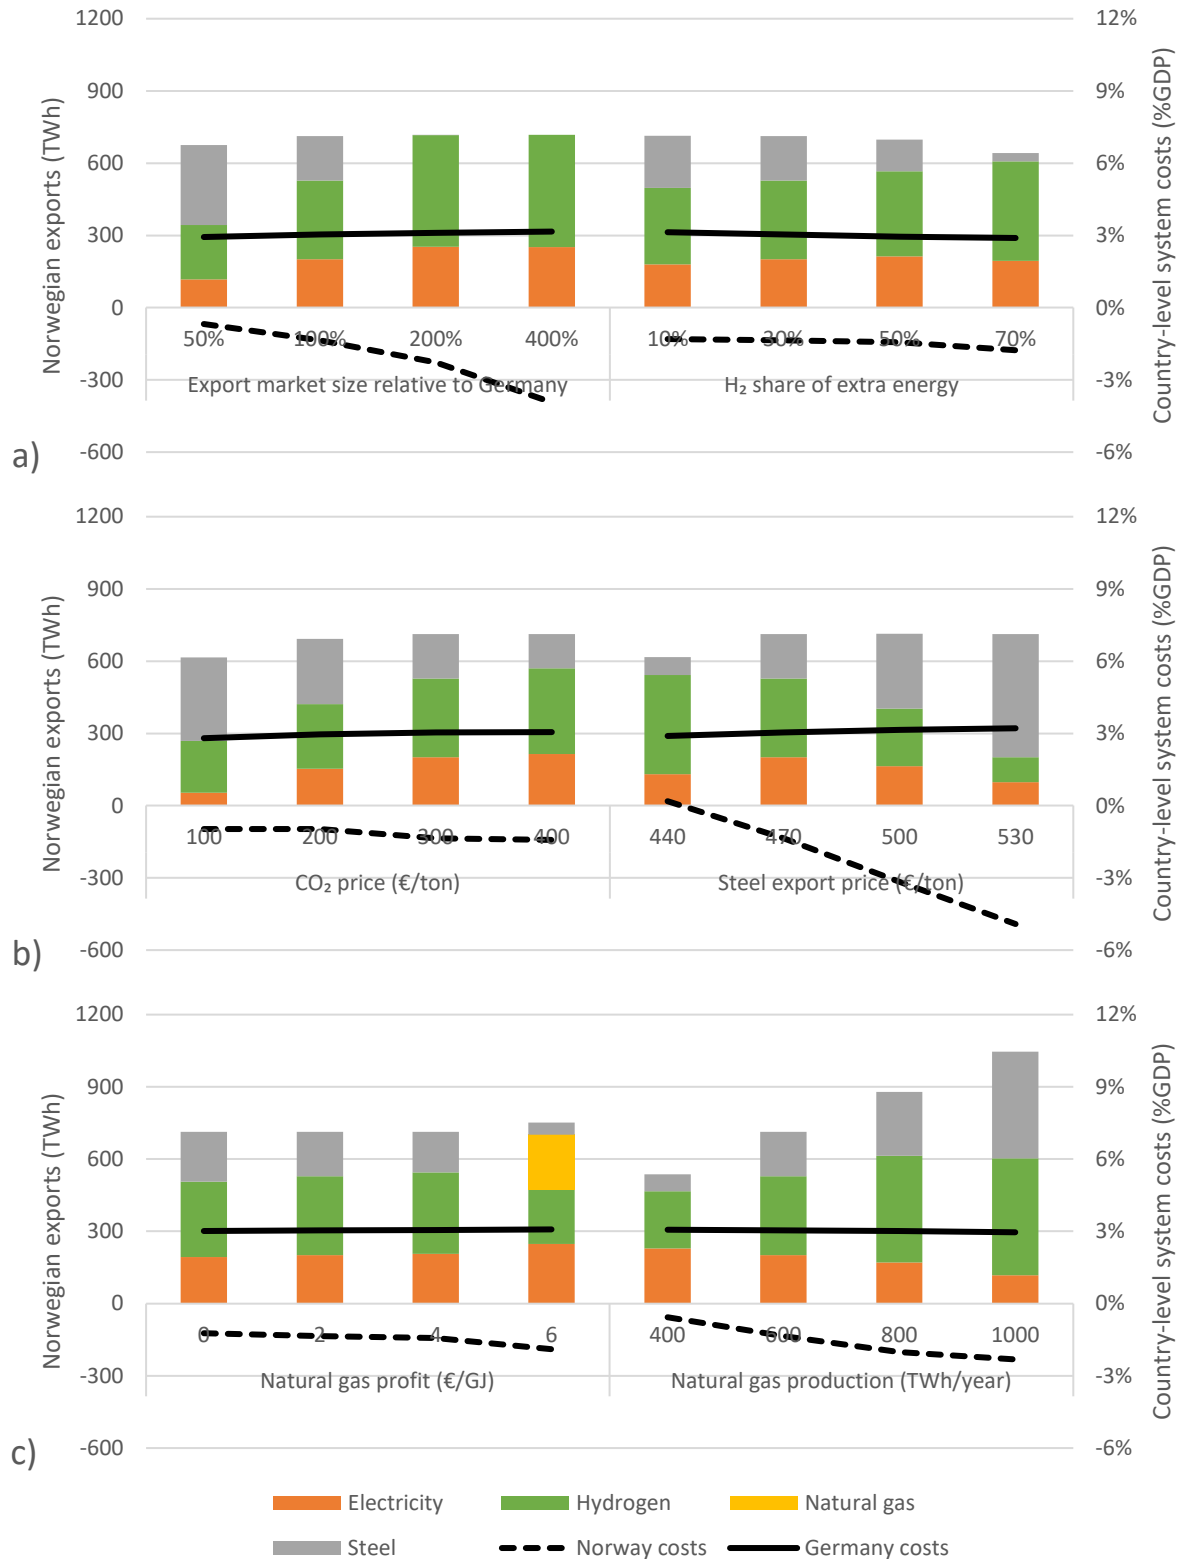 1200 12%
900 9%
600 6%
300 3%
0 0%
-300 -3%
-600 -6%
Norwegian exports (TWh)
Country-level system costs (%GDP)
50% 100% 200% 400% 10% 30% 50% 70%
Export market size relative to Germany H₂ share of extra energy
a)
1200 12%
900 9%
600 6%
300 3%
0 0%
-300 -3%
-600 -6%
Norwegian exports (TWh)
Country-level system costs (%GDP)
100 200 300 400 440 470 500 530
CO₂ price (€/ton) Steel export price (€/ton)
b)
1200 12%
900 9%
600 6%
300 3%
0 0%
-300 -3%
-600 -6%
Norwegian exports (TWh)
Country-level system costs (%GDP)
0 2 4 6 400 600 800 1000
Natural gas profit (€/GJ) Natural gas production (TWh/year)
c)
Electricity Hydrogen Natural gas
Steel Norway costs Germany costs